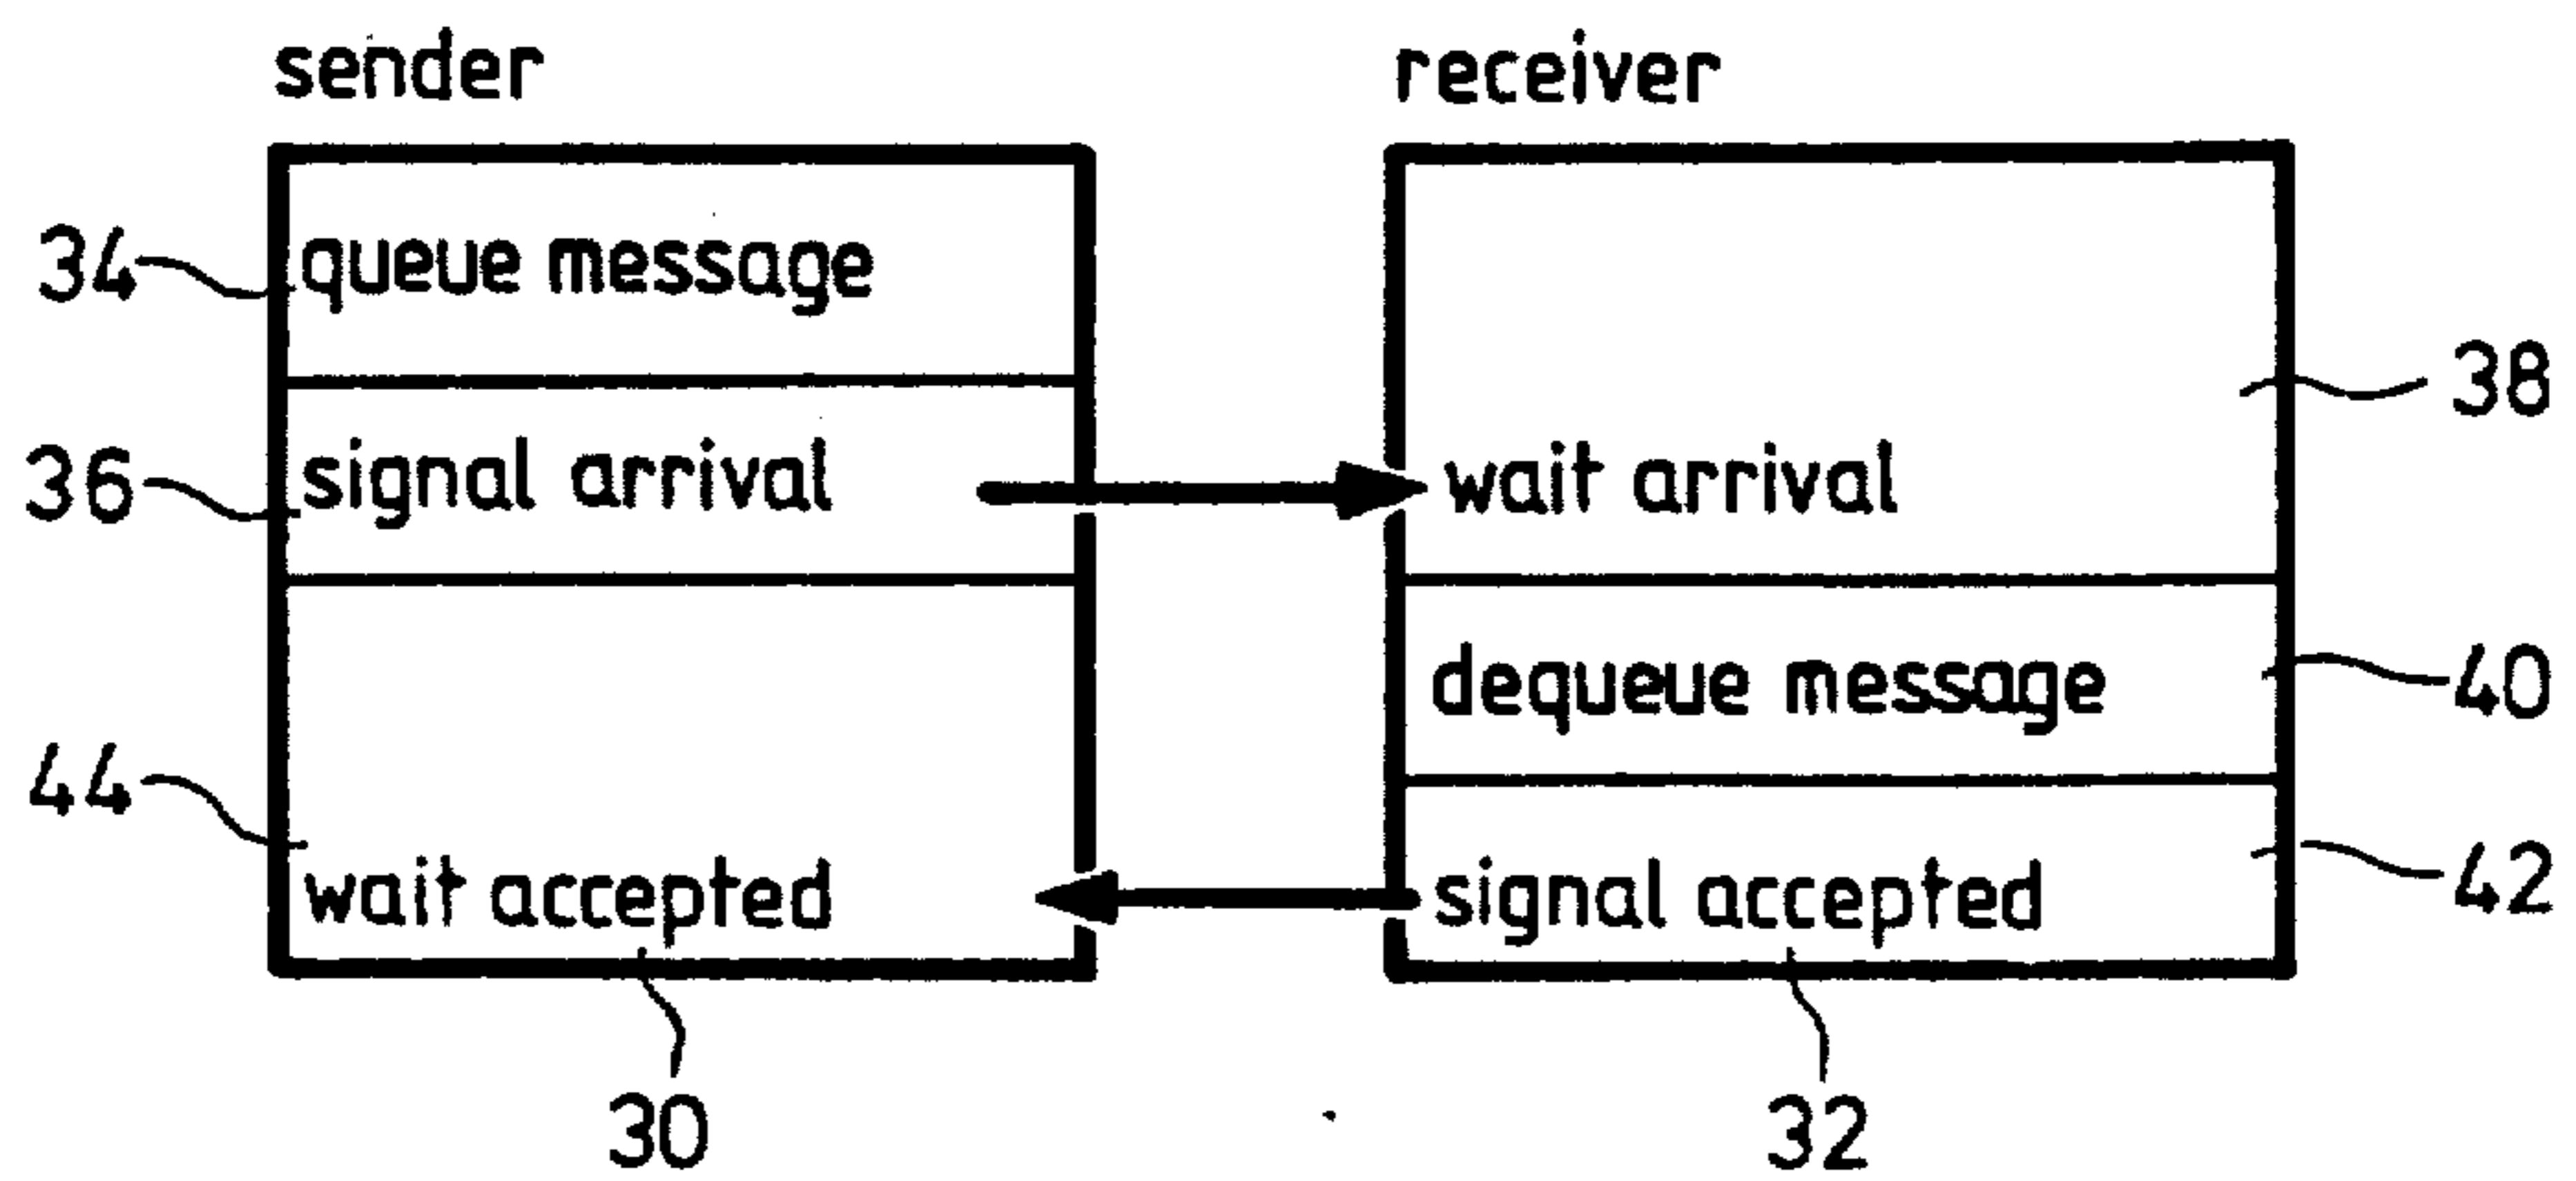 sender
receiver
34
queue message
38
36
signal arrival
wait arrival
40
dequeue message
44
wait accepted
signal accepted
42
30
32